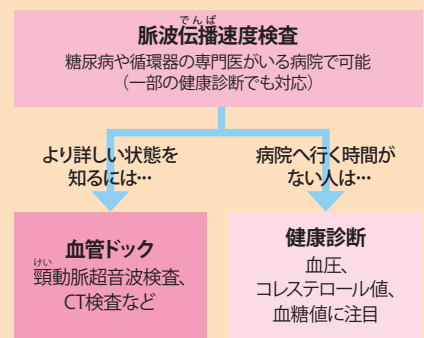 でんぱ
脈波伝播速度検査
糖尿病や循環器の専門医がいる病院で可能
（一部の健康診断でも対応）
より詳しい状態を
知るには…
病院へ行く時間が
ない人は…
血管ドック
けい
頸動脈超音波検査、
CT検査など
健康診断
血圧、
コレステロール値、
血糖値に注目